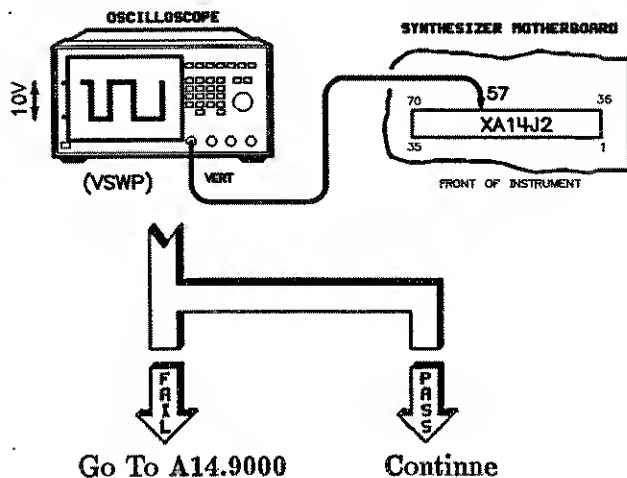 OSCILLOSCOPE
SYNTHESIZER MOTHERBOARD
10V
57
70
36
XA14J2
35
1
(VSWP)
VERT
FRONT OF INSTRUMENT
FAIL
PASS
Go To A14.9000
Continne